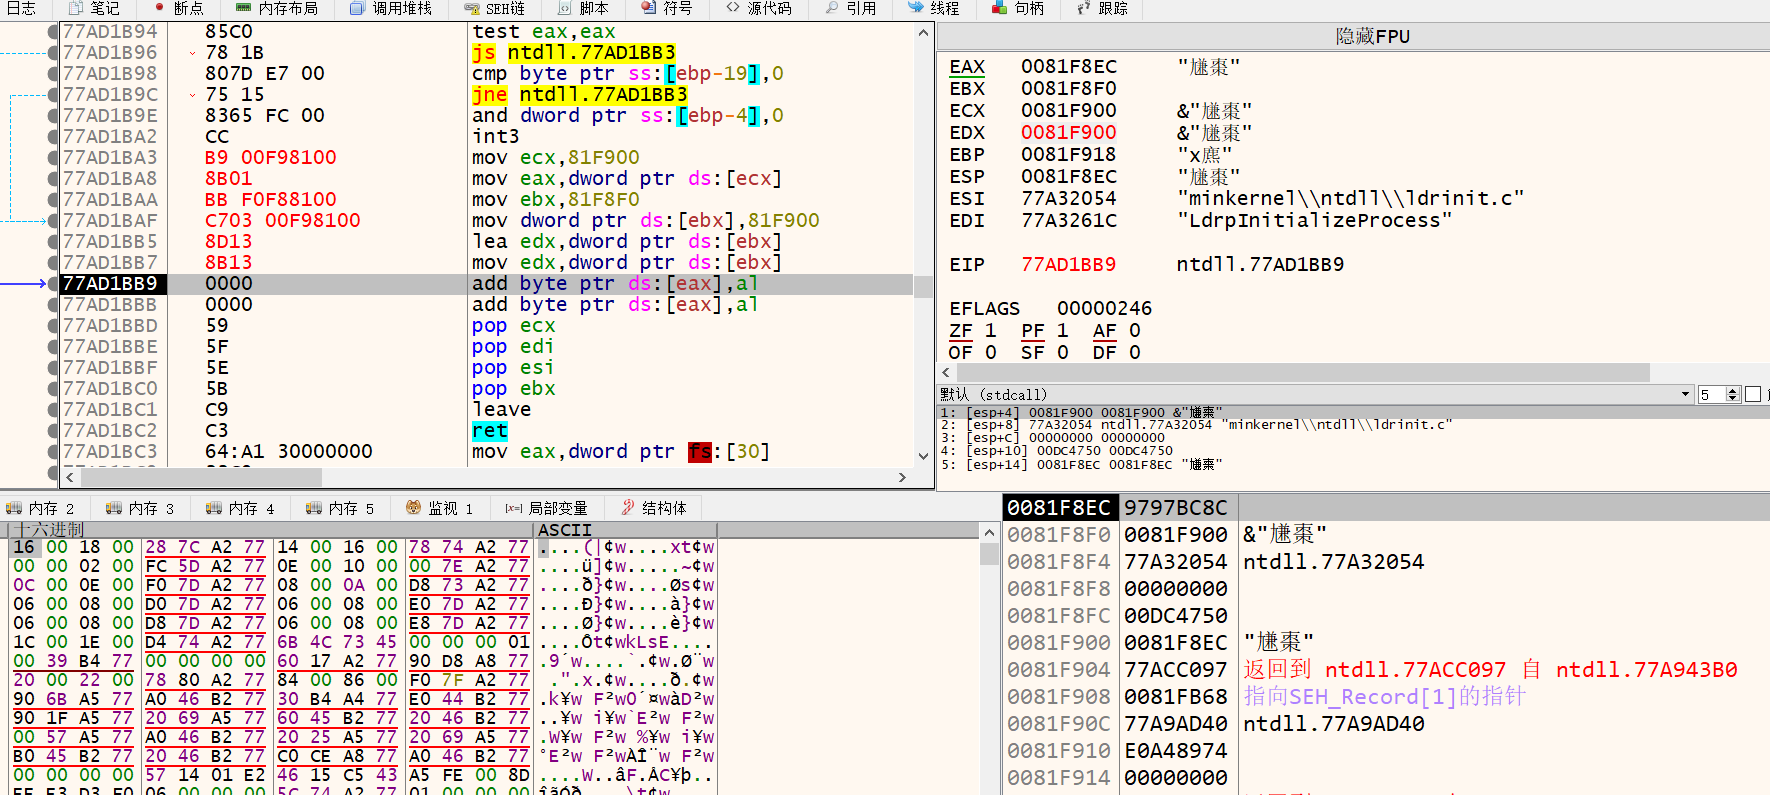 日志 笔记 断点 内存布局 调用堆栈 SEH链 脚本 符号 源代码 引用 线程 句柄 跟踪
77AD1B94 85C0 test eax,eax
77AD1B96 78 1B js ntdll.77AD1BB3
77AD1B98 807D E7 00 cmp byte ptr ss:[ebp-19],0
77AD1B9C 75 15 jne ntdll.77AD1BB3
77AD1B9E 8365 FC 00 and dword ptr ss:[ebp-4],0
77AD1BA2 CC int3
77AD1BA3 B9 00F98100 mov ecx,81F900
77AD1BA8 8B01 mov eax,dword ptr ds:[ecx]
77AD1BAA BB F0F88100 mov ebx,81F8F0
77AD1BAF C703 00F98100 mov dword ptr ds:[ebx],81F900
77AD1BB5 8D13 lea edx,dword ptr ds:[ebx]
77AD1BB7 8B13 mov edx,dword ptr ds:[ebx]
77AD1BB9 0000 add byte ptr ds:[eax],al
77AD1BBB 0000 add byte ptr ds:[eax],al
77AD1BBD 59 pop ecx
77AD1BBE 5F pop edi
77AD1BBF 5E pop esi
77AD1BC0 5B pop ebx
77AD1BC1 C9 leave
77AD1BC2 C3 ret
77AD1BC3 64:A1 30000000 mov eax,dword ptr fs:[30]
隐藏FPU
EAX 0081F8EC
EBX 0081F8F0
ECX 0081F900
EDX 0081F900
EBP 0081F918
ESP 0081F8EC
ESI 77A32054 "minkernel\\ntdll\\ldrinit.c"
EDI 77A3261C "LdrpInitializeProcess"
EIP 77AD1BB9 ntdll.77AD1BB9
EFLAGS 00000246
ZF 1 PF 1 AF 0
OF 0 SF 0 DF 0
默认 (stdcall) 5
1: [esp+4] 0081F900 0081F900
2: [esp+8] 77A32054 ntdll.77A32054 "minkernel\\ntdll\\ldrinit.c"
3: [esp+C] 00000000 00000000
4: [esp+10] 00DC4750 00DC4750
5: [esp+14] 0081F8EC 0081F8EC
内存 2 内存 3 内存 4 内存 5 监视 1 [x=] 局部变量 结构体
十六进制 ASCII
16 00 18 00 28 7C A2 77 14 00 16 00 78 74 A2 77 ....(|¢w....xt¢w
00 00 02 00 FC 5D A2 77 0E 00 10 00 00 7E A2 77 ....ü]¢w.....~¢w
0C 00 0E 00 F0 7D A2 77 08 00 0A 00 D8 73 A2 77 ....ð}¢w....Øs¢w
06 00 08 00 D0 7D A2 77 06 00 08 00 E0 7D A2 77 ....Ð}¢w....à}¢w
06 00 08 00 D8 7D A2 77 06 00 08 00 E8 7D A2 77 ....Ø}¢w....è}¢w
1C 00 1E 00 D4 74 A2 77 6B 4C 73 45 00 00 00 01 ....Ôt¢wkLsE....
00 39 B4 77 00 00 00 00 60 17 A2 77 90 D8 A8 77 .9´w....`.¢w.Ø¨w
20 00 22 00 78 80 A2 77 84 00 86 00 F0 7F A2 77 .".x.¢w....ð.¢w
90 6B A5 77 A0 46 B2 77 30 B4 A4 77 E0 44 B2 77 .k¥w F²w0´¤wàD²w
90 1F A5 77 20 69 A5 77 60 45 B2 77 20 46 B2 77 ..¥w i¥w`E²w F²w
00 57 A5 77 A0 46 B2 77 20 25 A5 77 20 69 A5 77 .W¥w F²w %¥w i¥w
B0 45 B2 77 20 46 B2 77 C0 CE A8 77 A0 46 B2 77 °E²w F²wÀÎ¨w F²w
00 00 00 00 57 14 01 E2 46 15 C5 43 A5 FE 00 8D ....W..âF.ÅC¥þ..
0081F8EC 9797BC8C
0081F8F0 0081F900
0081F8F4 77A32054 ntdll.77A32054
0081F8F8 00000000
0081F8FC 00DC4750
0081F900 0081F8EC
0081F904 77ACC097 返回到 ntdll.77ACC097 自 ntdll.77A943B0
0081F908 0081FB68 指向SEH_Record[1]的指针
0081F90C 77A9AD40 ntdll.77A9AD40
0081F910 E0A48974
0081F914 00000000